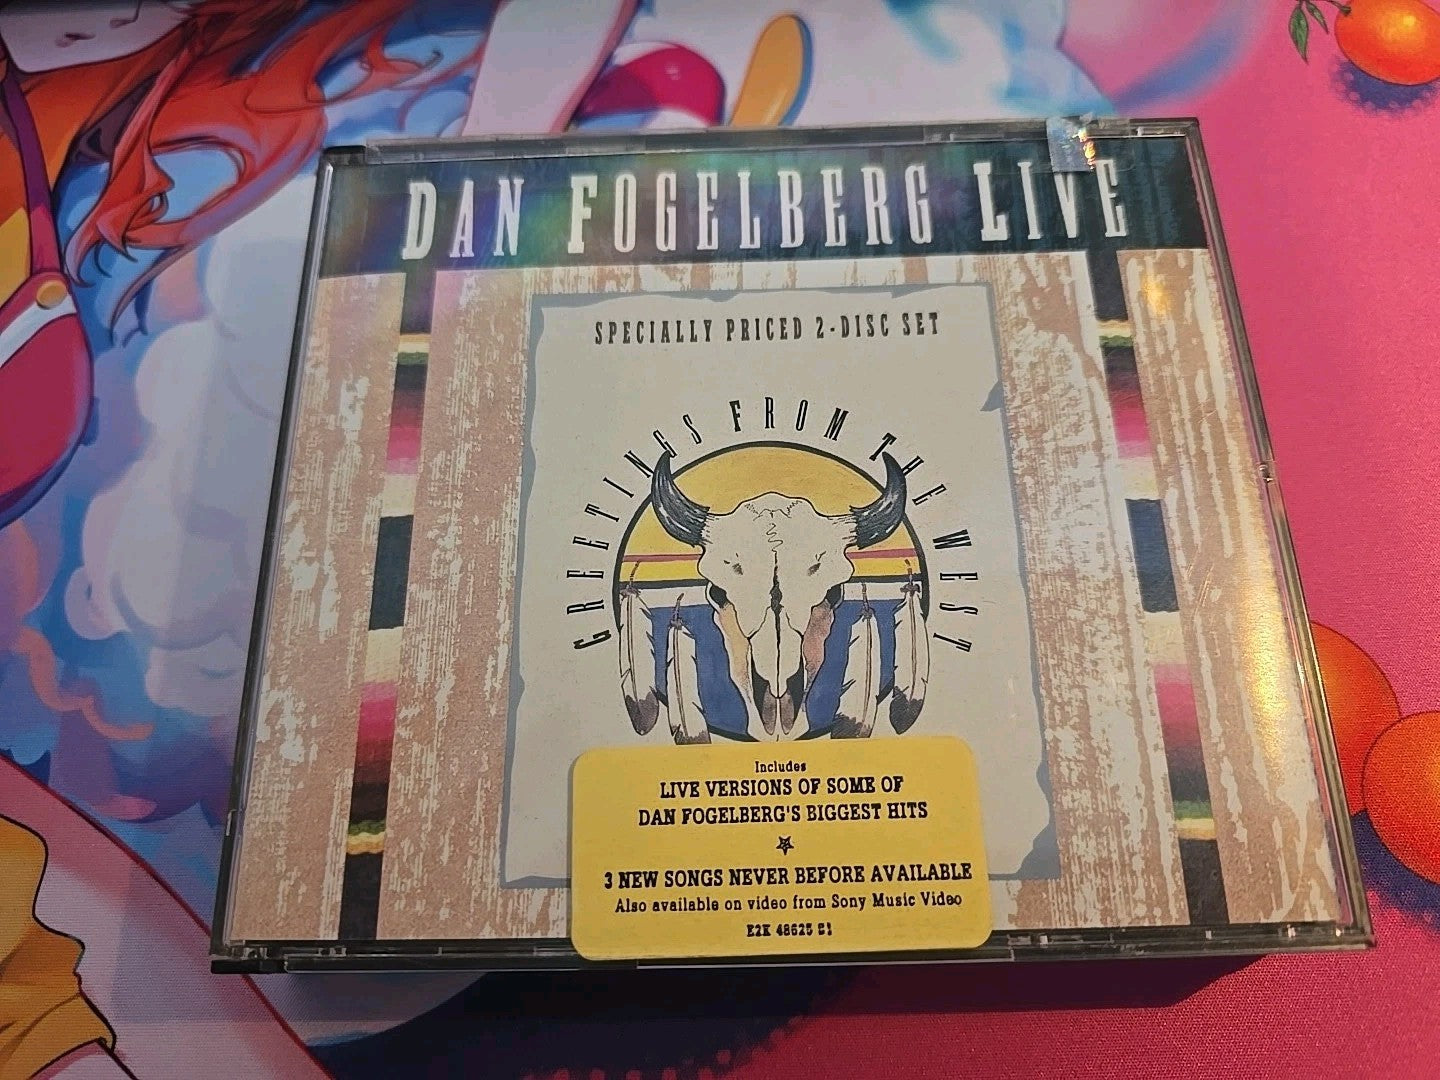 DAN FOGELBERG LIVE
SPECIALLY PRICED 2-DISC SET
GREETINGS FROM THE WEST
Includes
LIVE VERSIONS OF SOME OF
DAN FOGELBERG'S BIGGEST HITS
3 NEW SONGS NEVER BEFORE AVAILABLE
Also available on video from Sony Music Video
E2K 48625